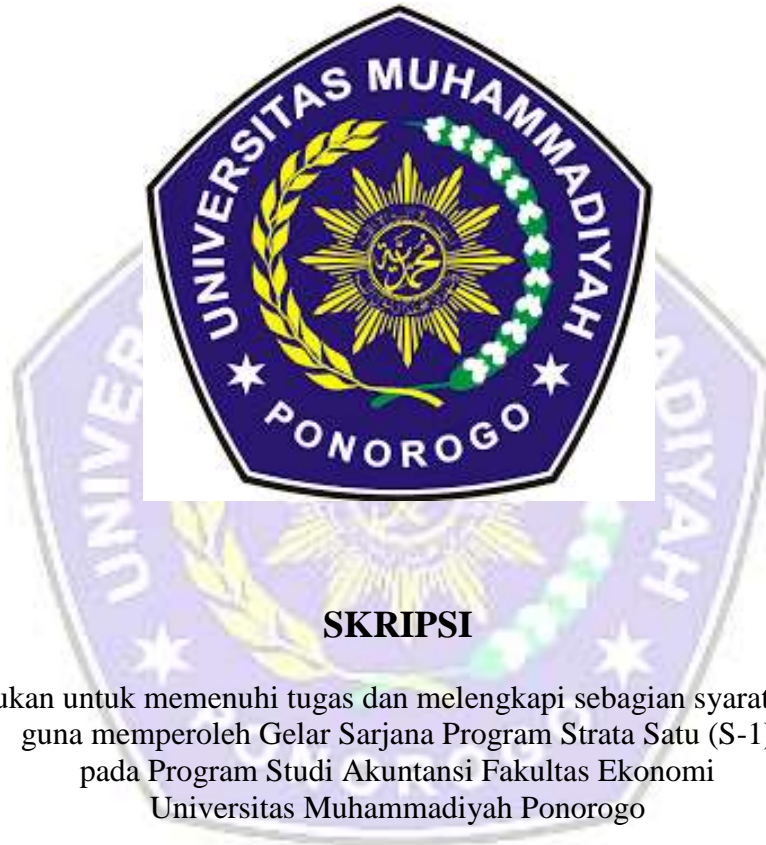 UNIVERSITAS MUHAMMADIYAH
PONOROGO
SKRIPSI
ukan untuk memenuhi tugas dan melengkapi sebagian syarat
guna memperoleh Gelar Sarjana Program Strata Satu (S-1)
pada Program Studi Akuntansi Fakultas Ekonomi
Universitas Muhammadiyah Ponorogo